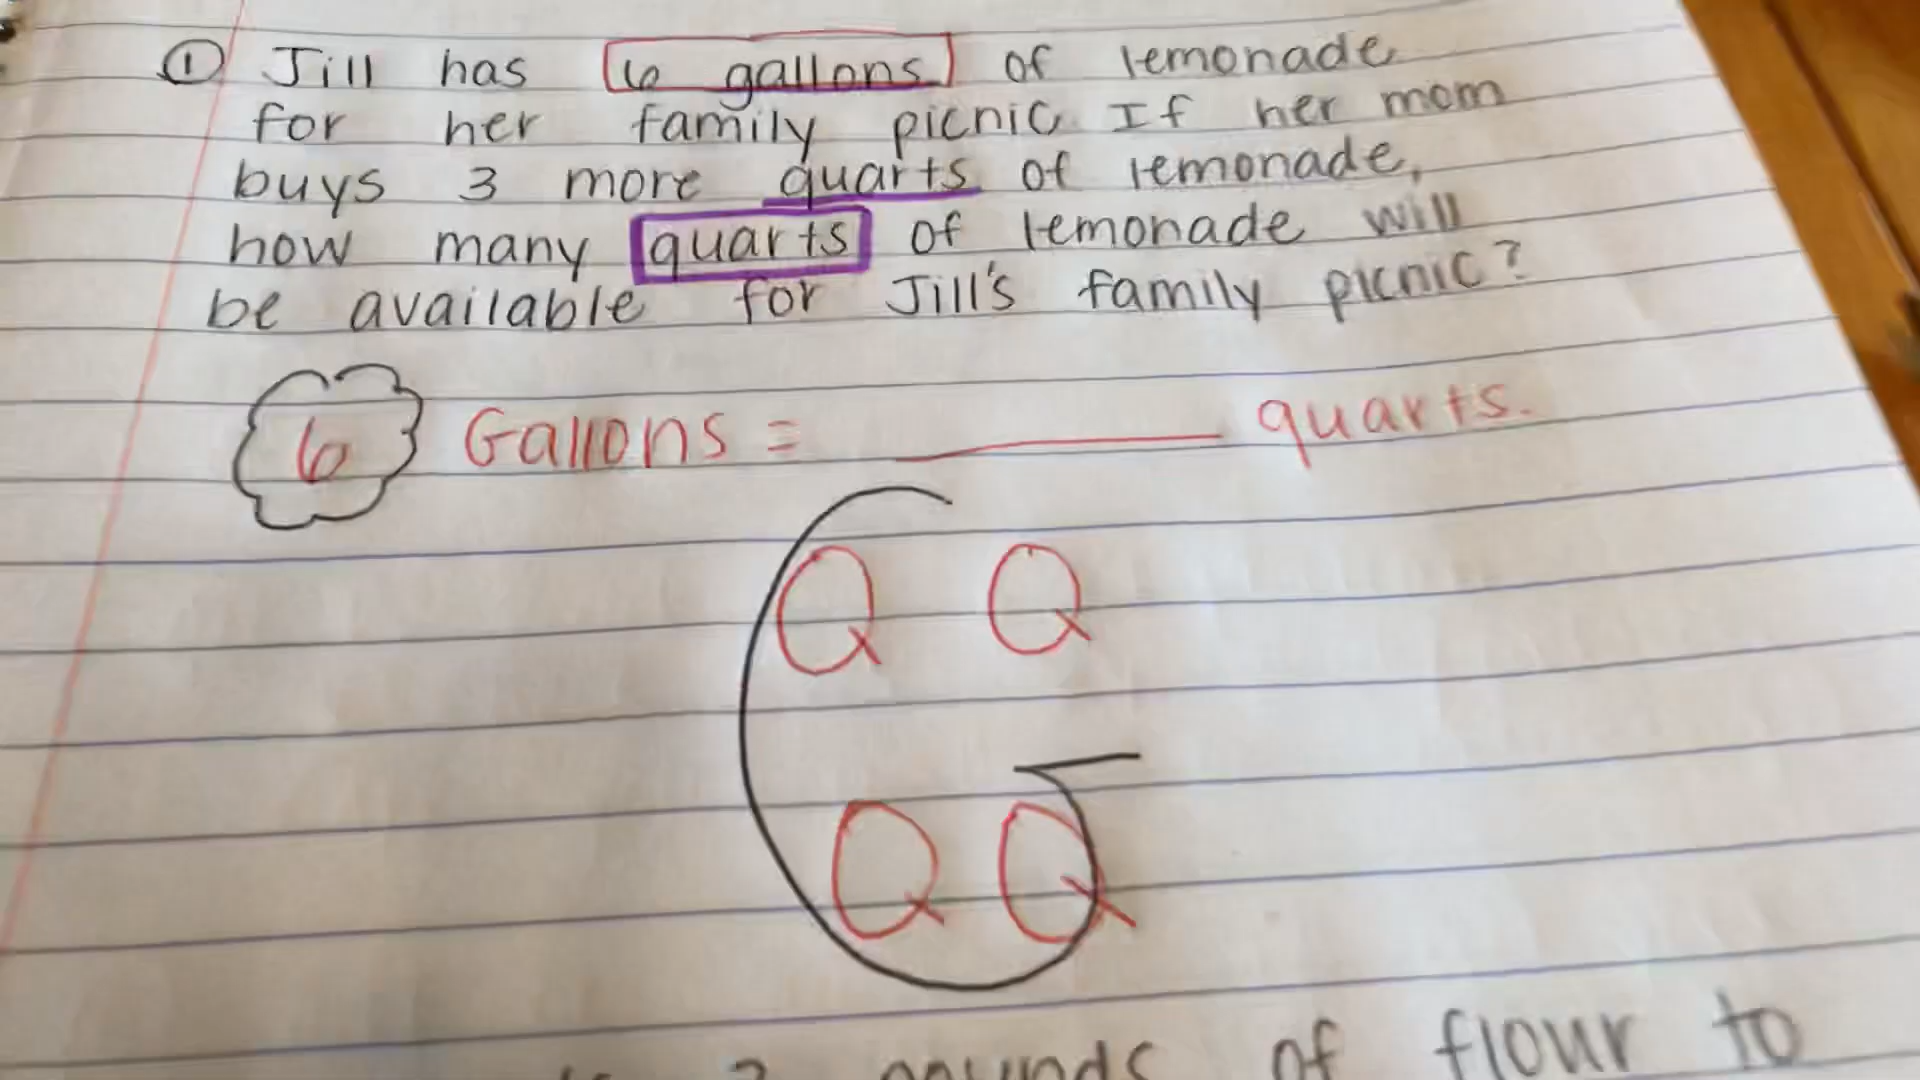 ① Jill has 6 gallons of lemonade
for her family picnic. If her mom
buys 3 more quarts of lemonade,
how many quarts of lemonade will
be available for Jill's family picnic?
6 Gallons = ______ quarts.
G
Q Q
Q Q
pounds of flour to